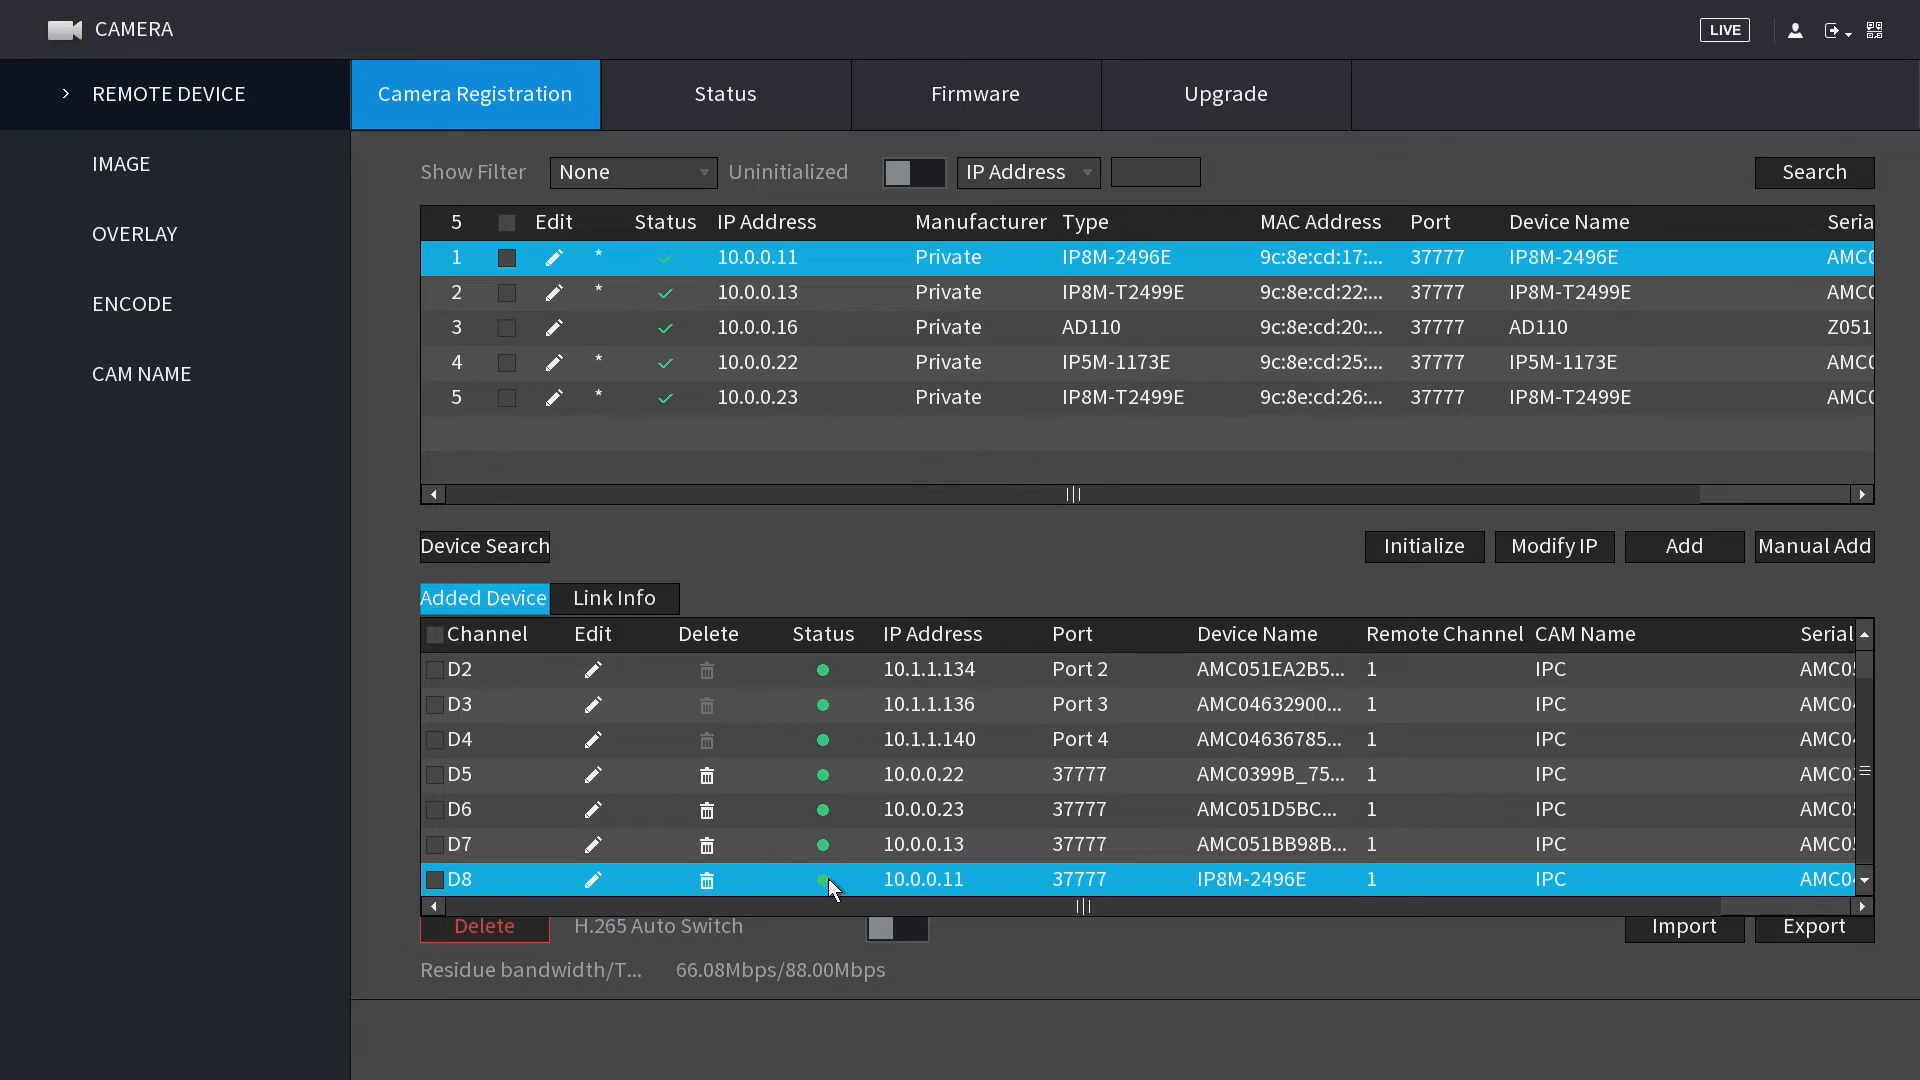 CAMERA
LIVE
REMOTE DEVICE
IMAGE
OVERLAY
ENCODE
CAM NAME
Camera Registration Status Firmware Upgrade
Show Filter None Uninitialized IP Address Search
5 Edit Status IP Address Manufacturer Type MAC Address Port Device Name Seria
1 * 10.0.0.11 Private IP8M-2496E 9c:8e:cd:17:... 37777 IP8M-2496E AMC0
2 * 10.0.0.13 Private IP8M-T2499E 9c:8e:cd:22:... 37777 IP8M-T2499E AMC0
3 10.0.0.16 Private AD110 9c:8e:cd:20:... 37777 AD110 Z051
4 * 10.0.0.22 Private IP5M-1173E 9c:8e:cd:25:... 37777 IP5M-1173E AMC0
5 * 10.0.0.23 Private IP8M-T2499E 9c:8e:cd:26:... 37777 IP8M-T2499E AMC0
Device Search Initialize Modify IP Add Manual Add
Added Device Link Info
Channel Edit Delete Status IP Address Port Device Name Remote Channel CAM Name Serial
D2 10.1.1.134 Port 2 AMC051EA2B5... 1 IPC AMC05
D3 10.1.1.136 Port 3 AMC04632900... 1 IPC AMC04
D4 10.1.1.140 Port 4 AMC04636785... 1 IPC AMC04
D5 10.0.0.22 37777 AMC0399B_75... 1 IPC AMC03
D6 10.0.0.23 37777 AMC051D5BC... 1 IPC AMC05
D7 10.0.0.13 37777 AMC051BB98B... 1 IPC AMC05
D8 10.0.0.11 37777 IP8M-2496E 1 IPC AMC04
Delete H.265 Auto Switch Import Export
Residue bandwidth/T... 66.08Mbps/88.00Mbps